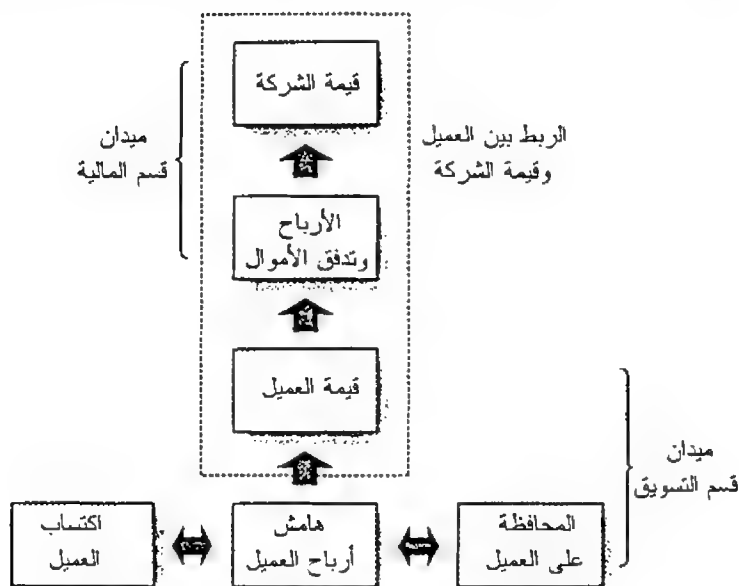 قيمة الشركة
ميدان
قسم المالية
الربط بين العميل
وقيمة الشركة
الأرباح
وتدفق الأموال
قيمة العميل
ميدان
قسم التسويق
المحافظة
على العميل
هامش
أرباح العميل
اكتساب
العميل